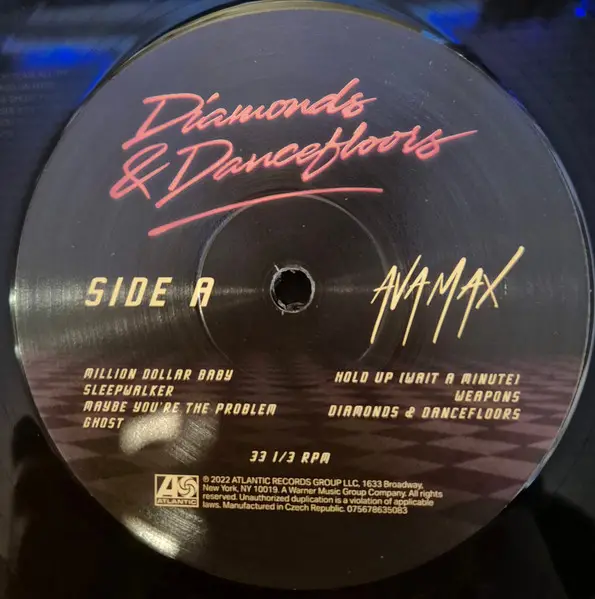 Diamonds
& Dancefloors
SIDE A
AVA MAX
MILLION DOLLAR BABY
SLEEPWALKER
MAYBE YOU'RE THE PROBLEM
GHOST
HOLD UP (WAIT A MINUTE)
WEAPONS
DIAMONDS & DANCEFLOORS
33 1/3 RPM
ATLANTIC
℗ 2022 ATLANTIC RECORDS GROUP LLC, 1633 Broadway,
New York, NY 10019. A Warner Music Group Company. All rights
reserved. Unauthorized duplication is a violation of applicable
laws. Manufactured in Czech Republic. 075678635083